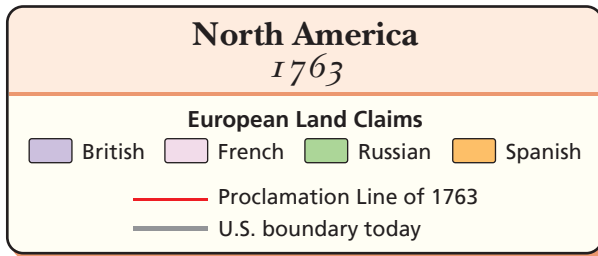 North America
1763
European Land Claims
British French Russian Spanish
Proclamation Line of 1763
U.S. boundary today